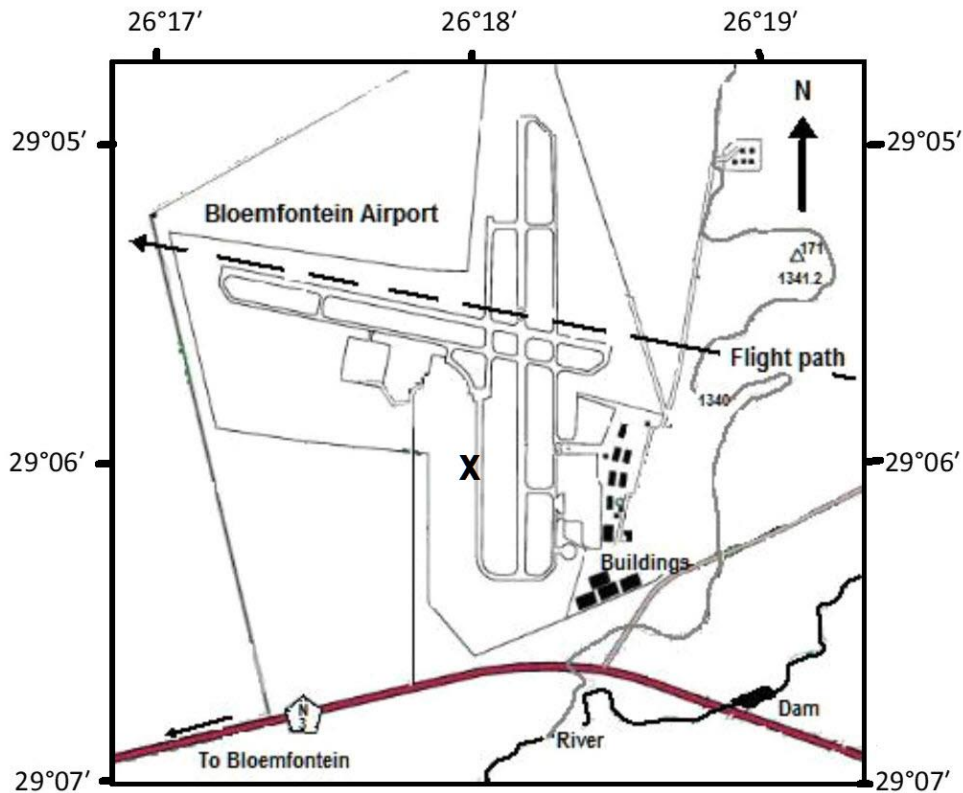 26°17′ 26°18′ 26°19′
N
29°05′ 29°05′
Bloemfontein Airport
171
1341.2
Flight path
1340
29°06′ X 29°06′
Buildings
N
3
Dam
River
To Bloemfontein
29°07′ 29°07′